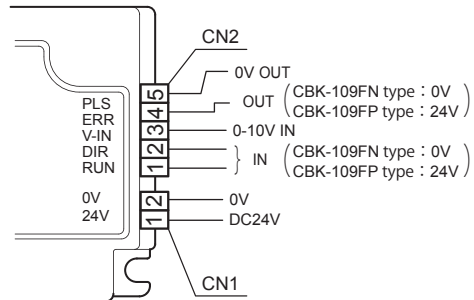 CN2
PLS
ERR
V-IN
DIR
RUN
0V
24V
5
4
3
2
1
2
1
0V OUT
OUT (CBK-109FN type：0V
CBK-109FP type：24V)
0-10V IN
} IN (CBK-109FN type：0V
CBK-109FP type：24V)
0V
DC24V
CN1